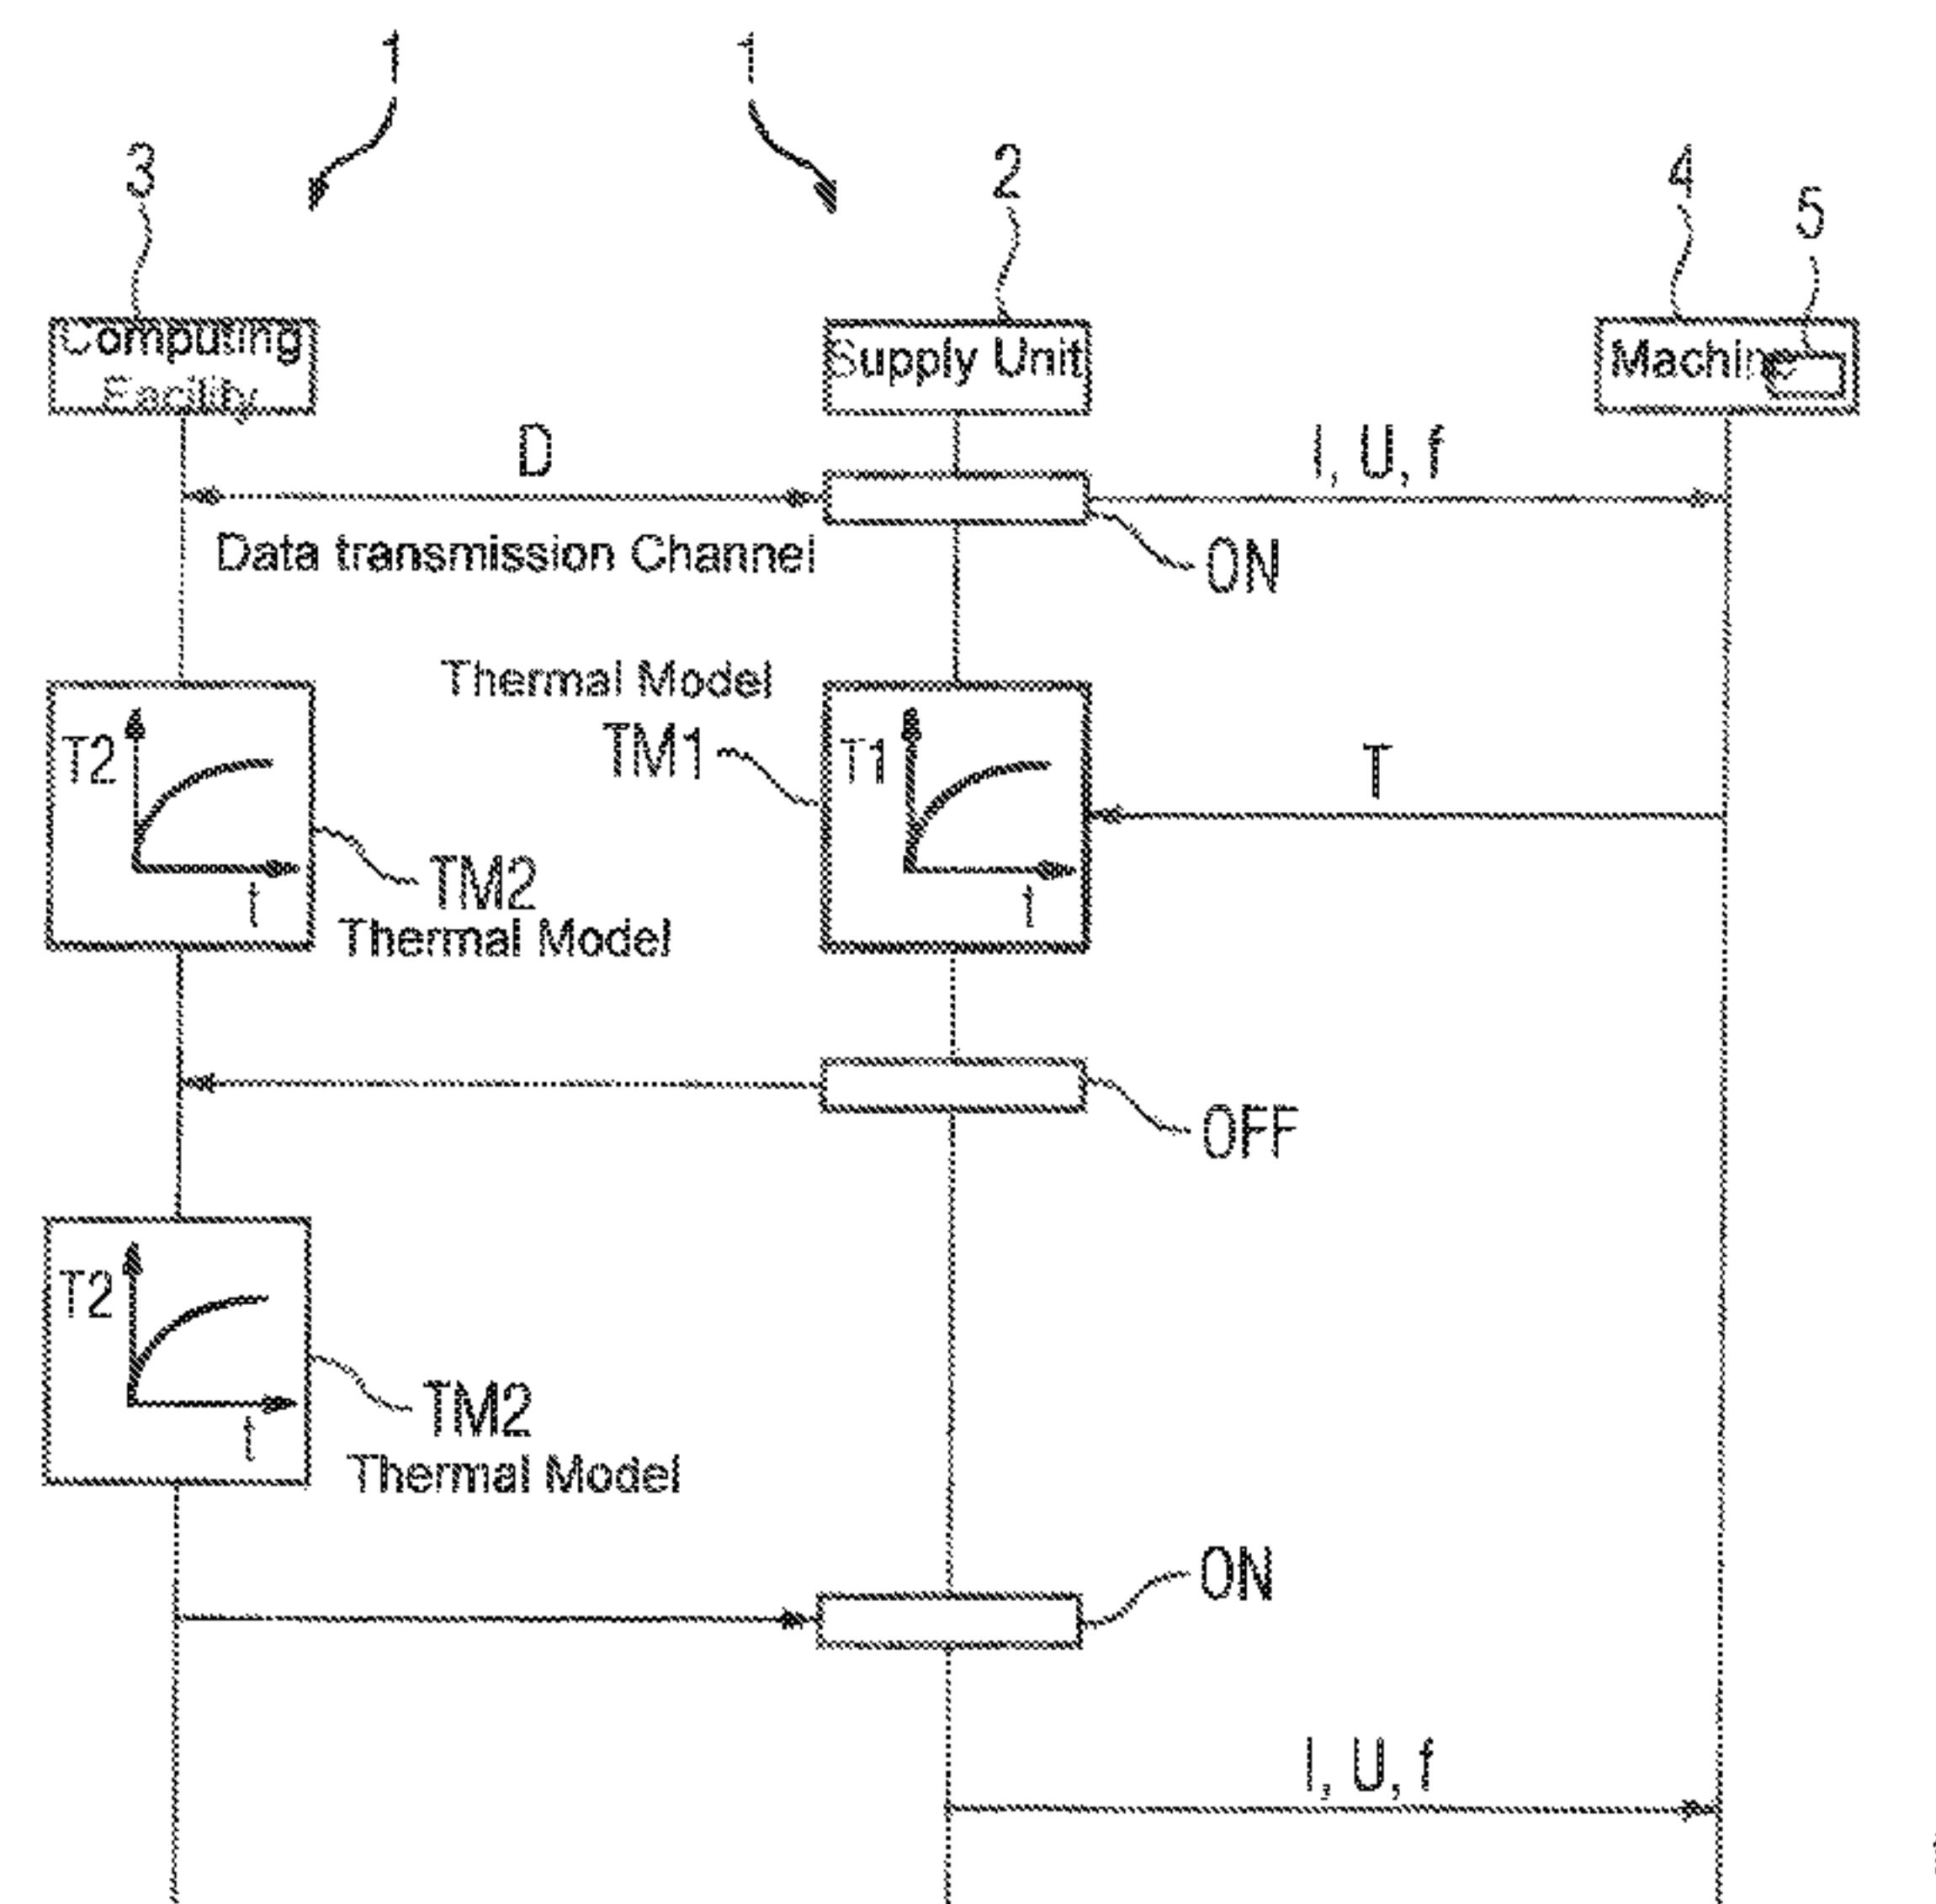 1 1
3 2 4 5
Computing Facility
Supply Unit
Machine
D
I, U, f
Data transmission Channel
ON
Thermal Model
T2
TM1
T1
T
t
TM2
t
Thermal Model
OFF
T2
TM2
t
Thermal Model
ON
I, U, f